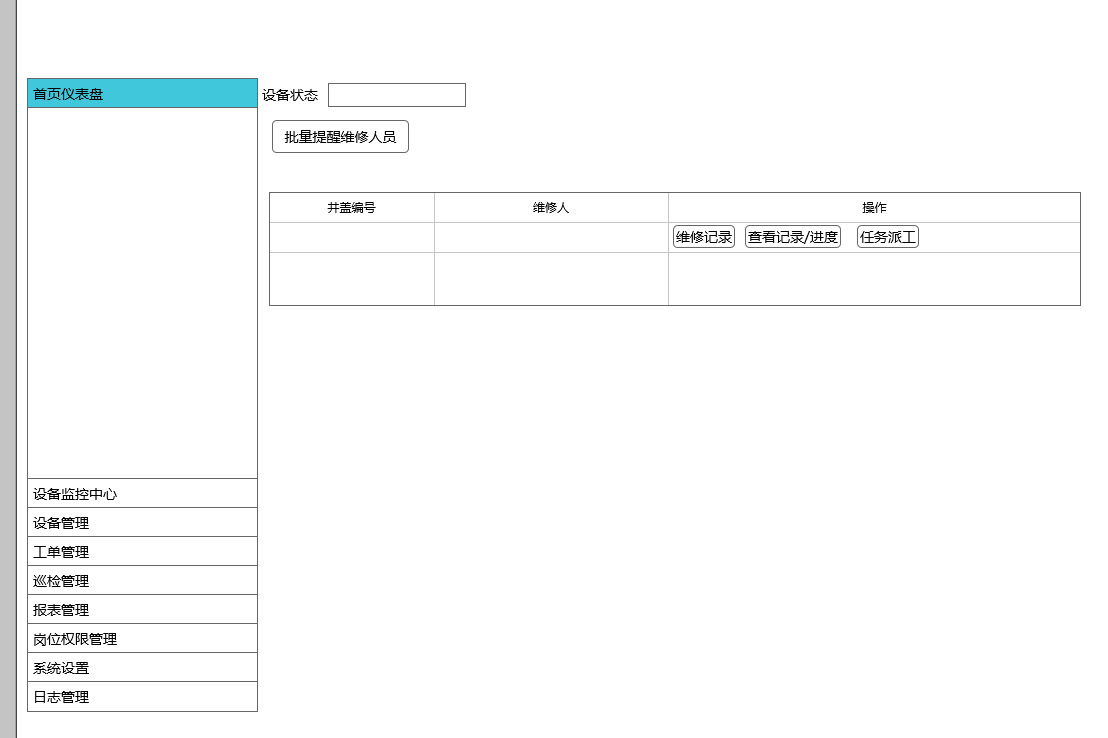 首页仪表盘
设备状态
批量提醒维修人员
井盖编号 维修人 操作
维修记录 查看记录/进度 任务派工
设备监控中心
设备管理
工单管理
巡检管理
报表管理
岗位权限管理
系统设置
日志管理